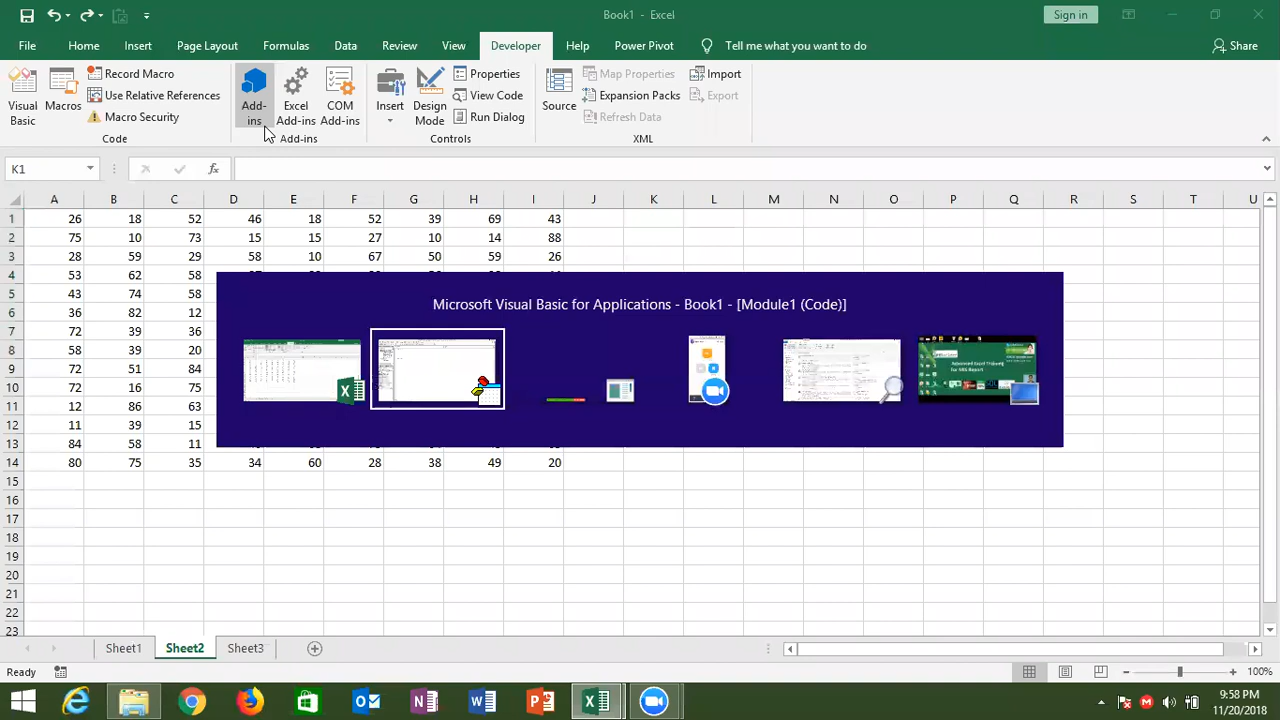 Book1 - Excel
Sign in
File Home Insert Page Layout Formulas Data Review View Developer Help Power Pivot Tell me what you want to do Share
Visual Basic
Macros
Record Macro
Use Relative References
Macro Security
Code
Add-ins
Excel Add-ins
COM Add-ins
Add-ins
Insert
Design Mode
Properties
View Code
Run Dialog
Controls
Source
Map Properties
Expansion Packs
Refresh Data
Import
Export
XML
K1
fx
A B C D E F G H I J K L M N O P Q R S T U
1 26 18 52 46 18 52 39 69 43
2 75 10 73 15 15 27 10 14 88
3 28 59 29 58 10 67 50 59 26
4 53 62 58
5 43 74 58
6 36 82 12
7 72 39 36
8 58 39 20
9 72 51 84
10 72 16 75
11 12 86 63
12 11 39 15
13 84 58 11
14 80 75 35 34 60 28 38 49 20
15
16
17
18
19
20
21
22
23
Microsoft Visual Basic for Applications - Book1 - [Module1 (Code)]
Sheet1 Sheet2 Sheet3
Ready
100%
9:58 PM
11/20/2018